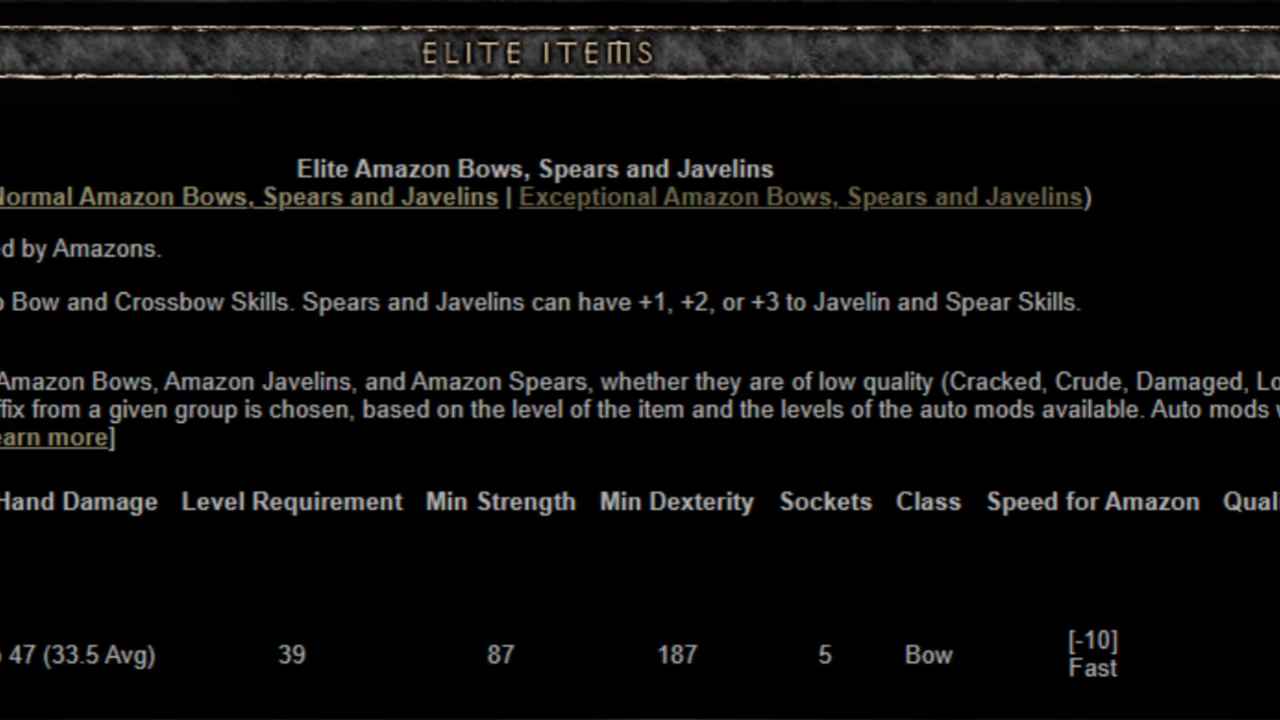 ELITE ITEMS
Elite Amazon Bows, Spears and Javelins
Normal Amazon Bows, Spears and Javelins | Exceptional Amazon Bows, Spears and Javelins)
by Amazons.
Bow and Crossbow Skills. Spears and Javelins can have +1, +2, or +3 to Javelin and Spear Skills.
Amazon Bows, Amazon Javelins, and Amazon Spears, whether they are of low quality (Cracked, Crude, Damaged,
from a given group is chosen, based on the level of the item and the levels of the auto mods available. Auto mods
more]
Hand Damage Level Requirement Min Strength Min Dexterity Sockets Class Speed for Amazon
47 (33.5 Avg) 39 87 187 5 Bow [-10]
Fast